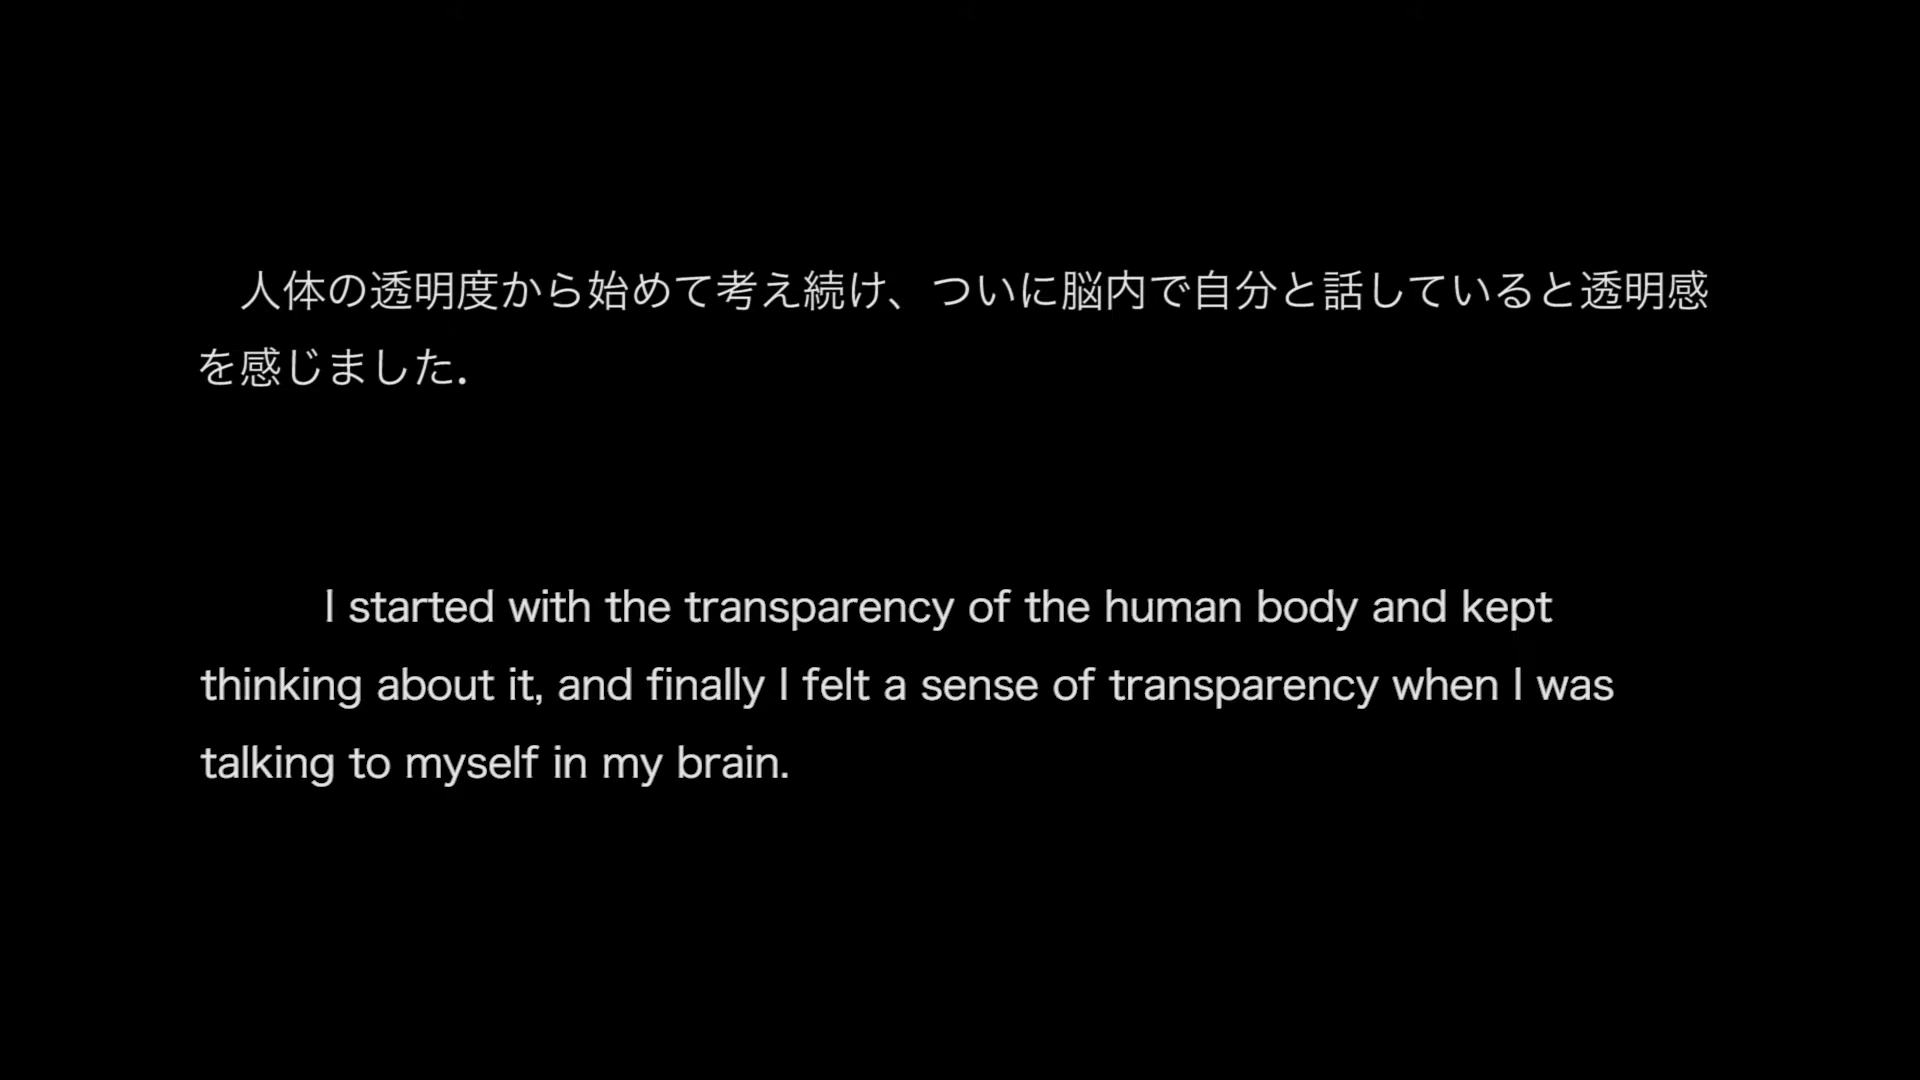 人体の透明度から始めて考え続け、ついに脳内で自分と話していると透明感
を感じました.
I started with the transparency of the human body and kept
thinking about it, and finally I felt a sense of transparency when I was
talking to myself in my brain.